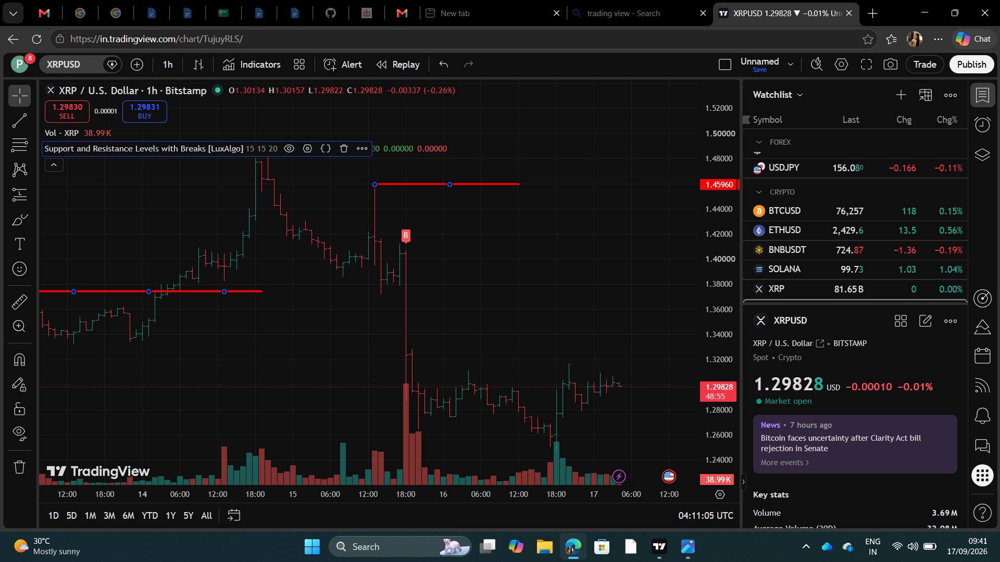 New tab
trading view - Search
XRPUSD 1.29828 ▼ −0.01% Un
https://in.tradingview.com/chart/TujuyRLS/
Chat
P
8
XRPUSD
1h
Indicators
Alert
Replay
Unnamed
Save
Trade
Publish
XRP / U.S. Dollar · 1h · Bitstamp
O1.30134 H1.30157 L1.29822 C1.29828 −0.00337 (−0.26%)
1.29830
SELL
0.00001
1.29831
BUY
Vol · XRP 38.99 K
Support and Resistance Levels with Breaks [LuxAlgo] 15 15 20
0.00000 0.00000
B
1.52000
1.50000
1.48000
1.45960
1.44000
1.42000
1.40000
1.38000
1.36000
1.34000
1.32000
1.29828
48:55
1.28000
1.26000
1.24000
38.99 K
TradingView
12:00
18:00
14
06:00
12:00
18:00
15
06:00
12:00
18:00
16
06:00
12:00
18:00
17
06:00
12:00
1D
5D
1M
3M
6M
YTD
1Y
5Y
All
04:11:05 UTC
Watchlist
Symbol Last Chg Chg%
FOREX
USDJPY 156.080 −0.166 −0.11%
CRYPTO
BTCUSD 76,257 118 0.15%
ETHUSD 2,429.6 13.5 0.56%
BNBUSDT 724.87 −1.36 −0.19%
SOLANA 99.73 1.03 1.04%
XRP 81.65 B 0 0.00%
XRPUSD
XRP / U.S. Dollar • BITSTAMP
Spot • Crypto
1.29828 USD −0.00010 −0.01%
Market open
News • 7 hours ago
Bitcoin faces uncertainty after Clarity Act bill
rejection in Senate
More events
Key stats
Volume 3.69 M
Average Volume (30D)
30°C
Mostly sunny
Search
ENG
IN
09:41
17/09/2026